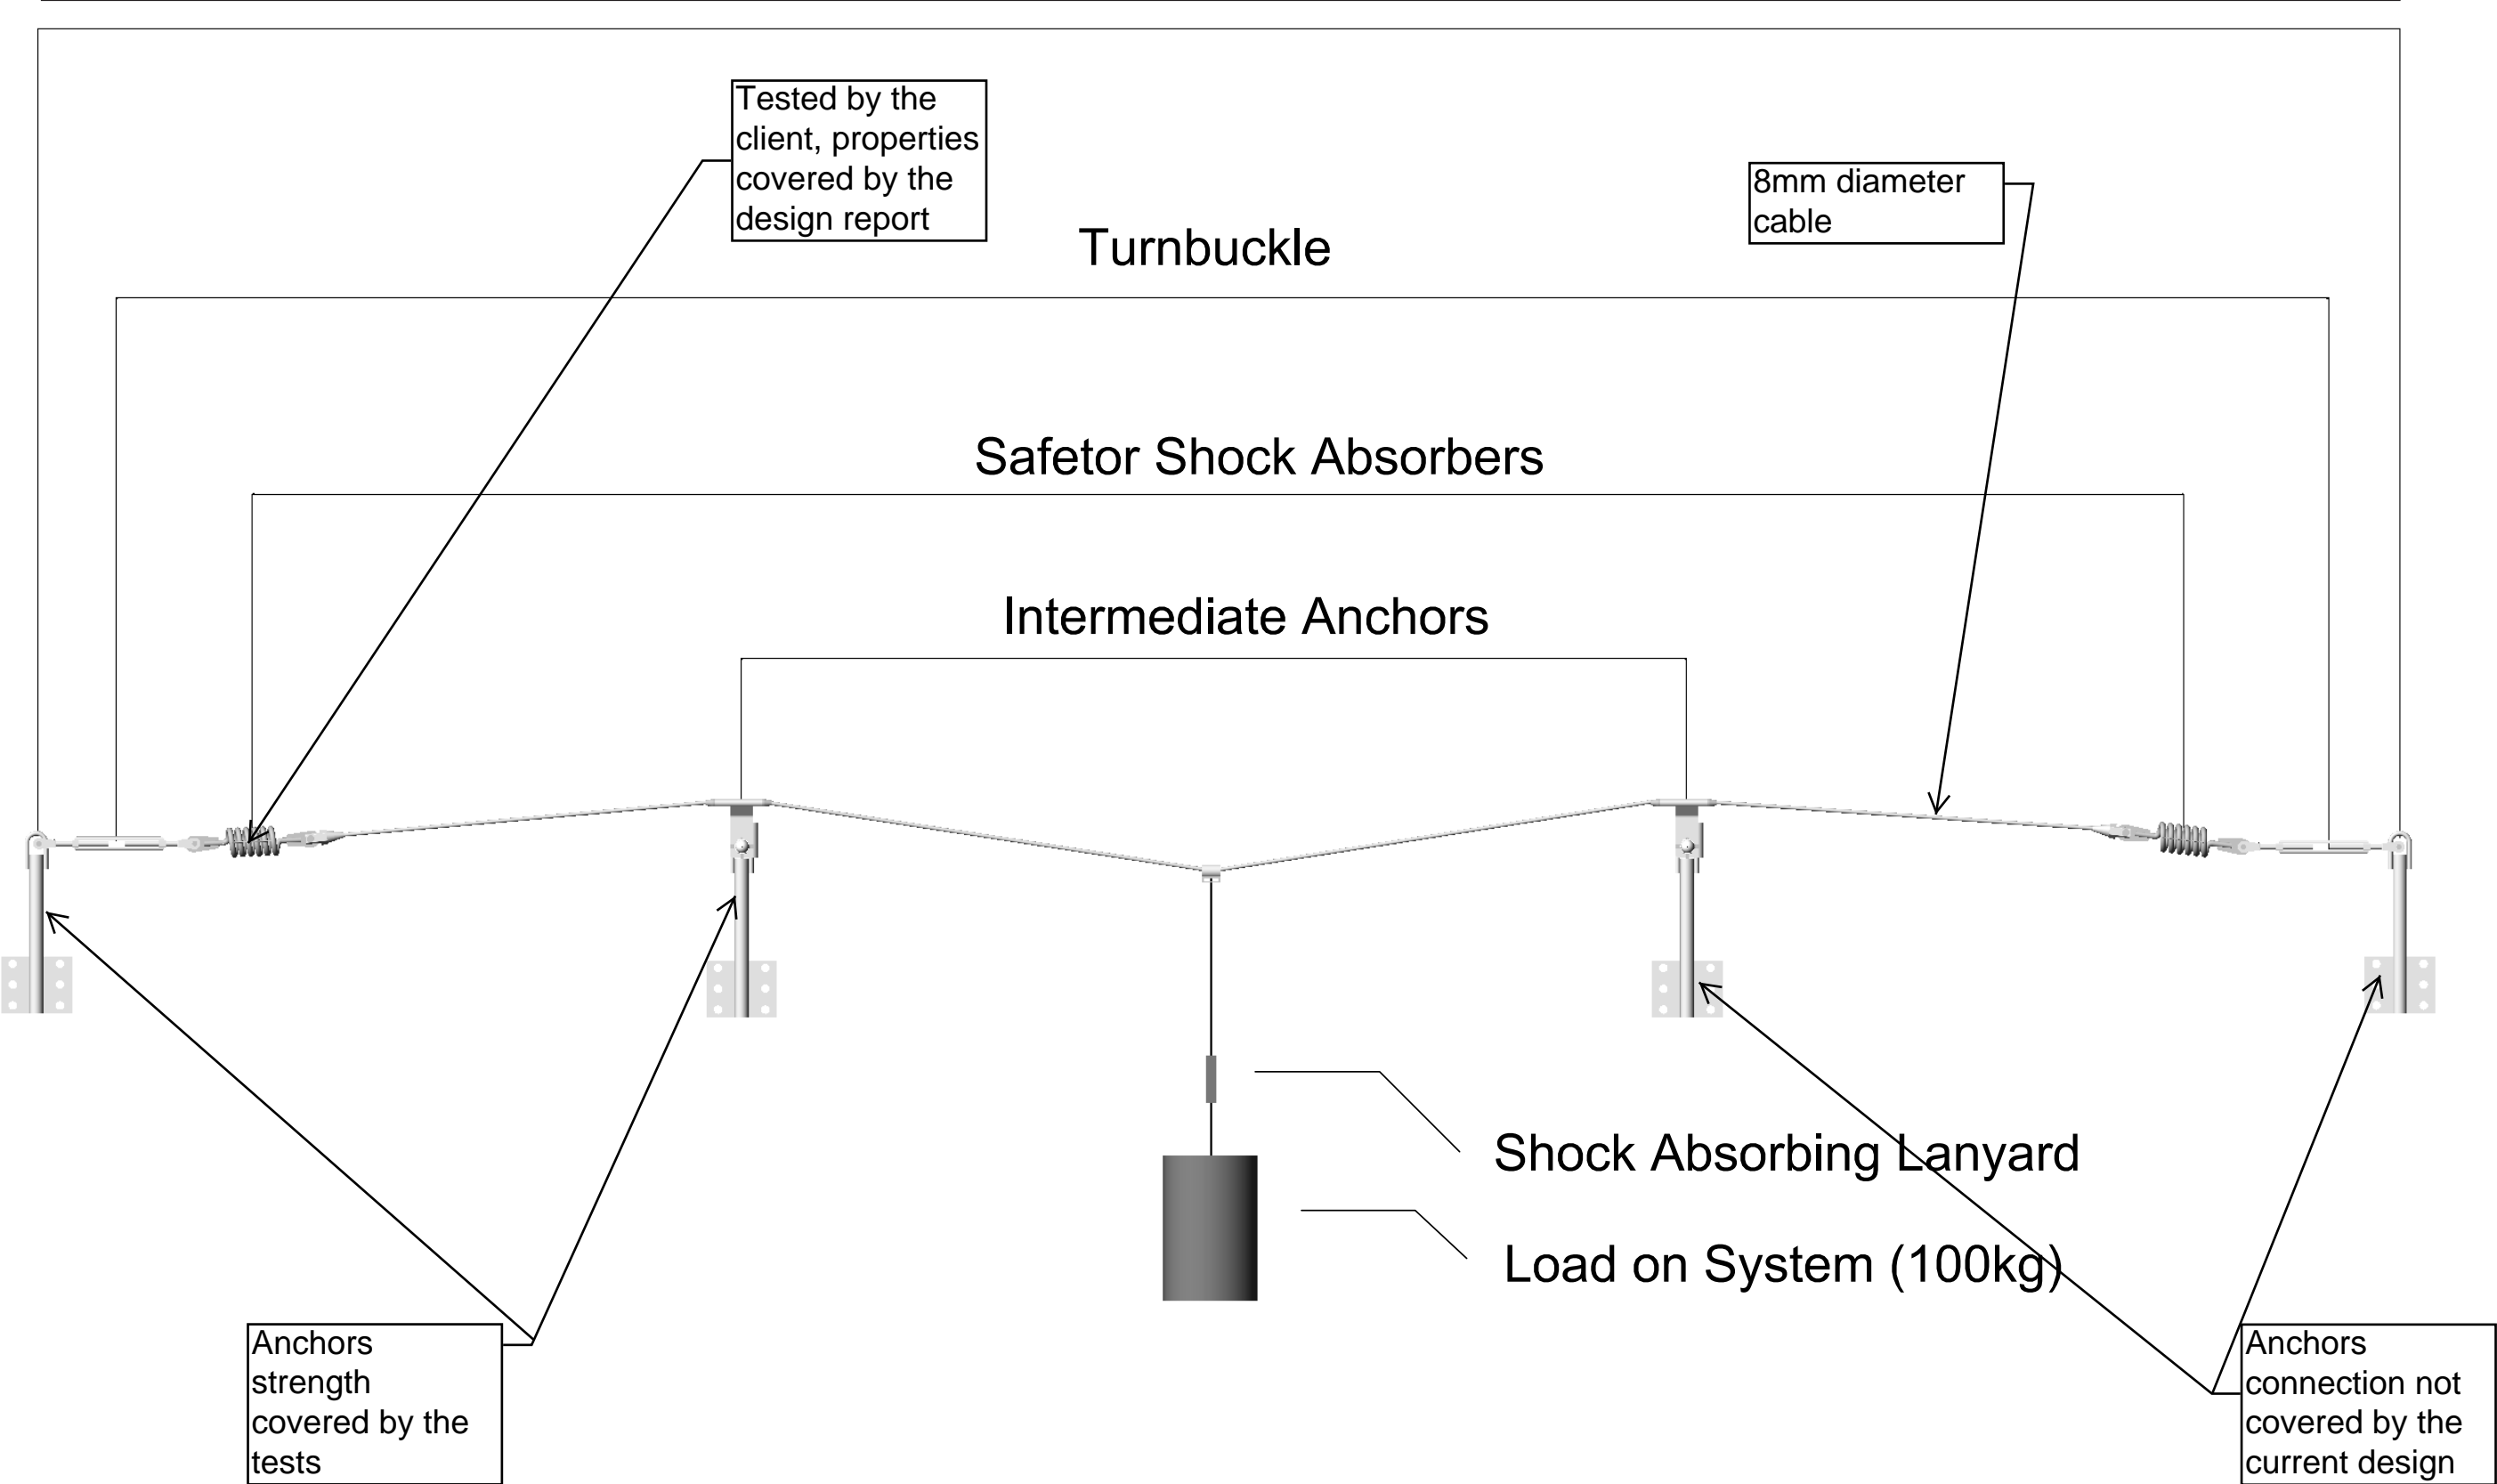 Tested by the
client, properties
covered by the
design report
8mm diameter
cable
Turnbuckle
Safetor Shock Absorbers
Intermediate Anchors
Shock Absorbing Lanyard
Load on System (100kg)
Anchors
strength
covered by the
tests
Anchors
connection not
covered by the
current design